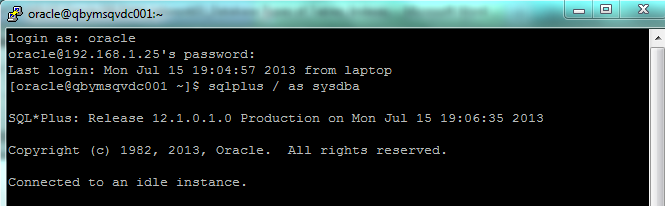 oracle@qbymsqvdc001:~
login as: oracle
oracle@192.168.1.25's password:
Last login: Mon Jul 15 19:04:57 2013 from laptop
[oracle@qbymsqvdc001 ~]$ sqlplus / as sysdba
SQL*Plus: Release 12.1.0.1.0 Production on Mon Jul 15 19:06:35 2013
Copyright (c) 1982, 2013, Oracle.  All rights reserved.
Connected to an idle instance.